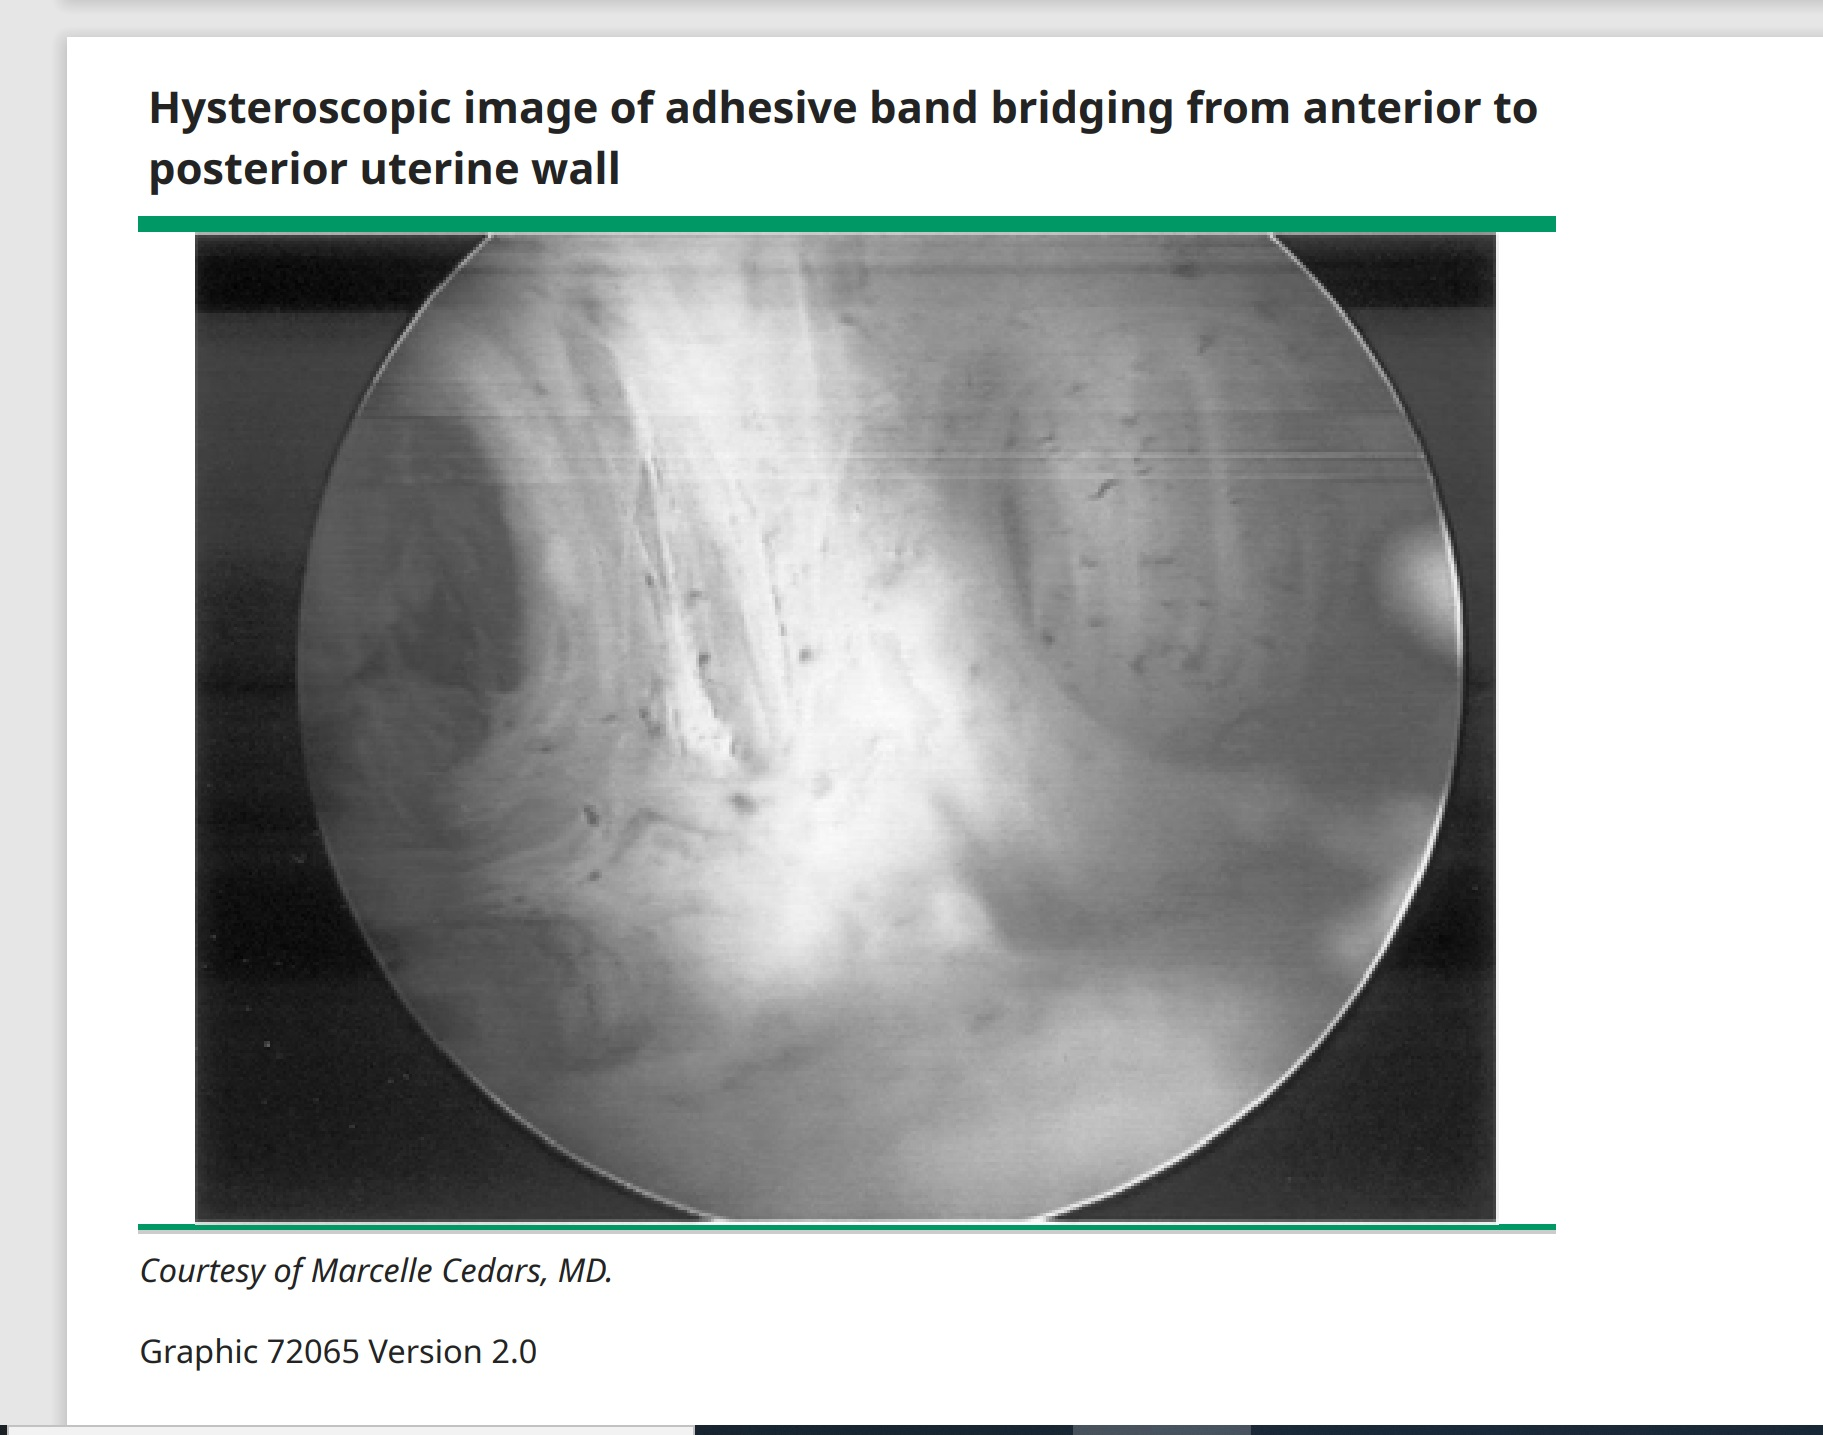 Hysteroscopic image of adhesive band bridging from anterior to
posterior uterine wall
Courtesy of Marcelle Cedars, MD.
Graphic 72065 Version 2.0